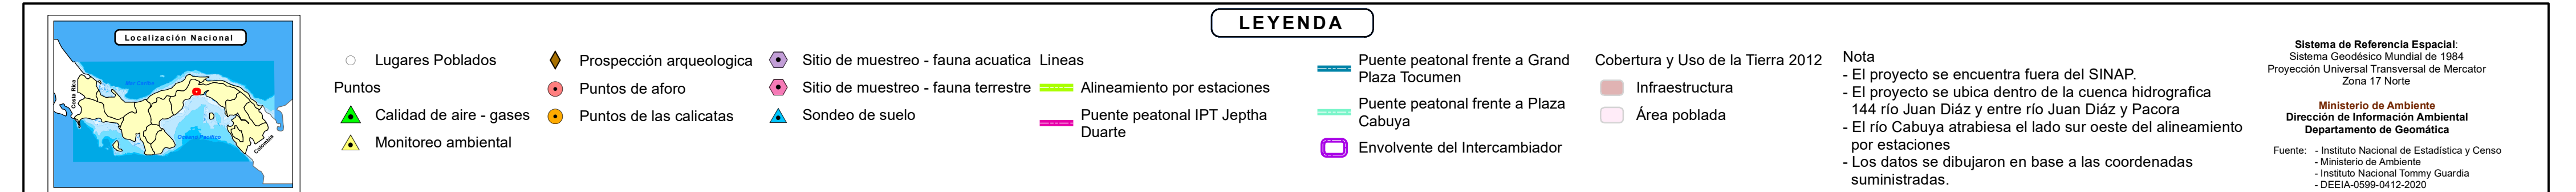 LEYENDA
Localización Nacional
Mar Caribe
Costa Rica
Océano Pacífico
Colombia
Lugares Poblados
Puntos
Calidad de aire - gases
Monitoreo ambiental
Prospección arqueologica
Puntos de aforo
Puntos de las calicatas
Sitio de muestreo - fauna acuatica
Sitio de muestreo - fauna terrestre
Sondeo de suelo
Lineas
Alineamiento por estaciones
Puente peatonal IPT Jeptha
Duarte
Puente peatonal frente a Grand
Plaza Tocumen
Puente peatonal frente a Plaza
Cabuya
Envolvente del Intercambiador
Cobertura y Uso de la Tierra 2012
Infraestructura
Área poblada
Nota
- El proyecto se encuentra fuera del SINAP.
- El proyecto se ubica dentro de la cuenca hidrografica
144 río Juan Diáz y entre río Juan Diáz y Pacora
- El río Cabuya atrabiesa el lado sur oeste del alineamiento
por estaciones
- Los datos se dibujaron en base a las coordenadas
suministradas.
Sistema de Referencia Espacial:
Sistema Geodésico Mundial de 1984
Proyección Universal Transversal de Mercator
Zona 17 Norte
Ministerio de Ambiente
Dirección de Información Ambiental
Departamento de Geomática
Fuente: - Instituto Nacional de Estadística y Censo
- Ministerio de Ambiente
- Instituto Nacional Tommy Guardia
- DEEIA-0599-0412-2020